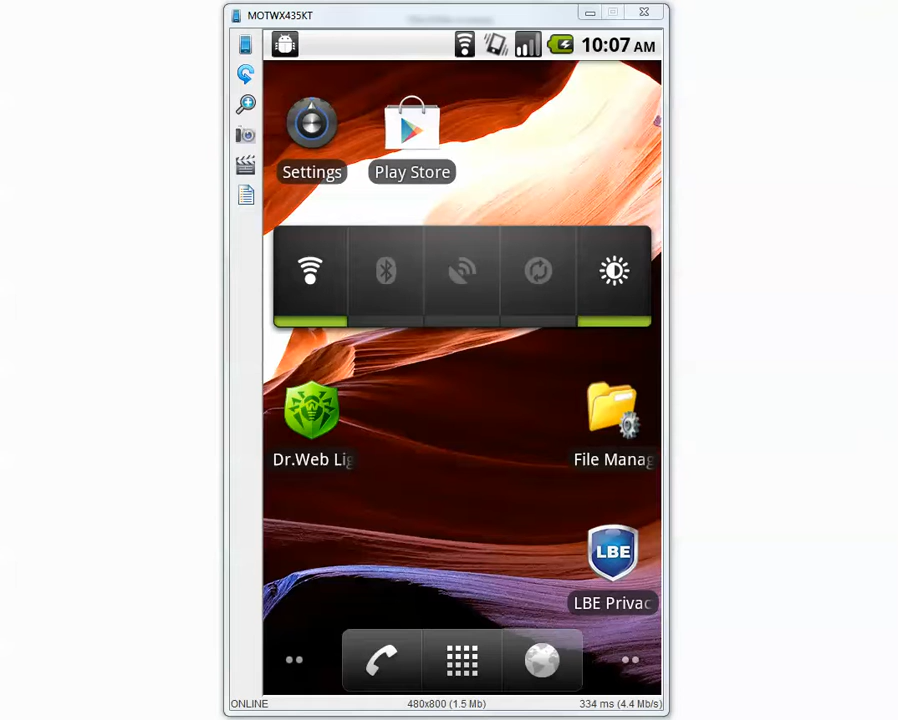 MOTWX435KT
10:07 AM
Settings
Play Store
Dr.Web Lig
File Manag
LBE
LBE Privac
ONLINE
480x800 (1.5 Mb)
334 ms (4.4 Mb/s)